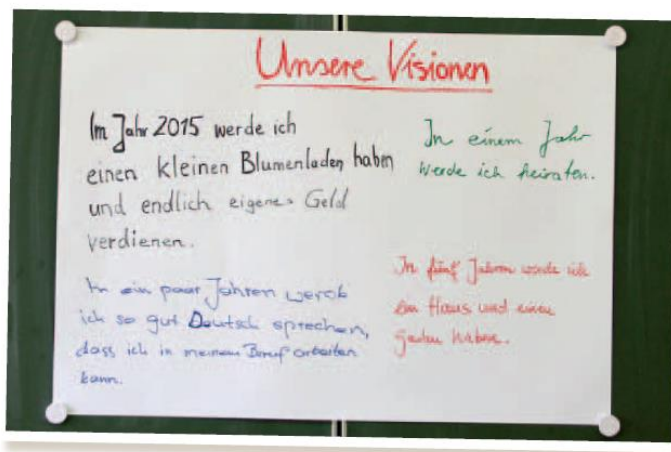 Unsere Visionen
Im Jahr 2015 werde ich
einen kleinen Blumenladen haben
und endlich eigenes Geld
verdienen.
In einem Jahr
werde ich heiraten.
In ein paar Jahren werde
ich so gut Deutsch sprechen,
dass ich in meinem Beruf arbeiten
kann.
In fünf Jahren werde ich
ein Haus und einen
Garten haben.